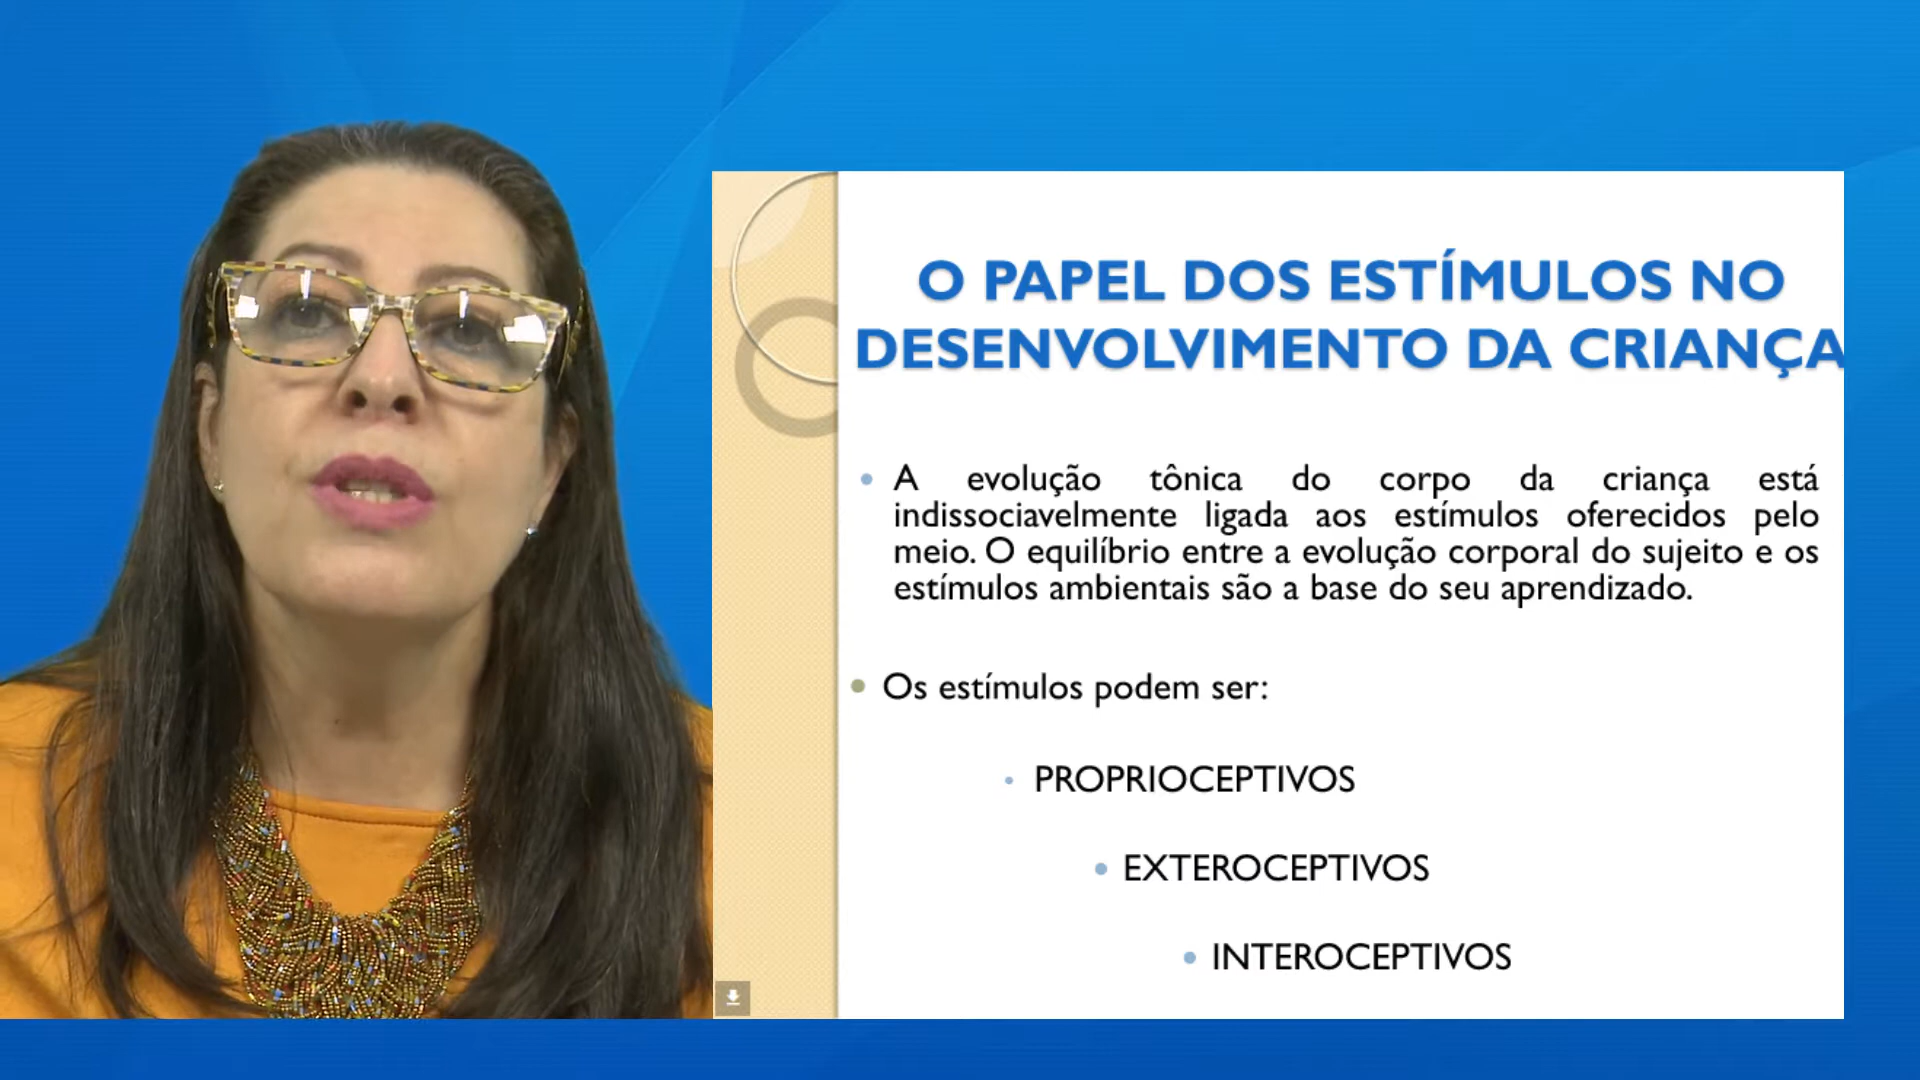 O PAPEL DOS ESTÍMULOS NO
DESENVOLVIMENTO DA CRIANÇA
A evolução tônica do corpo da criança está
indissociavelmente ligada aos estímulos oferecidos pelo
meio. O equilíbrio entre a evolução corporal do sujeito e os
estímulos ambientais são a base do seu aprendizado.
Os estímulos podem ser:
PROPRIOCEPTIVOS
EXTEROCEPTIVOS
INTEROCEPTIVOS